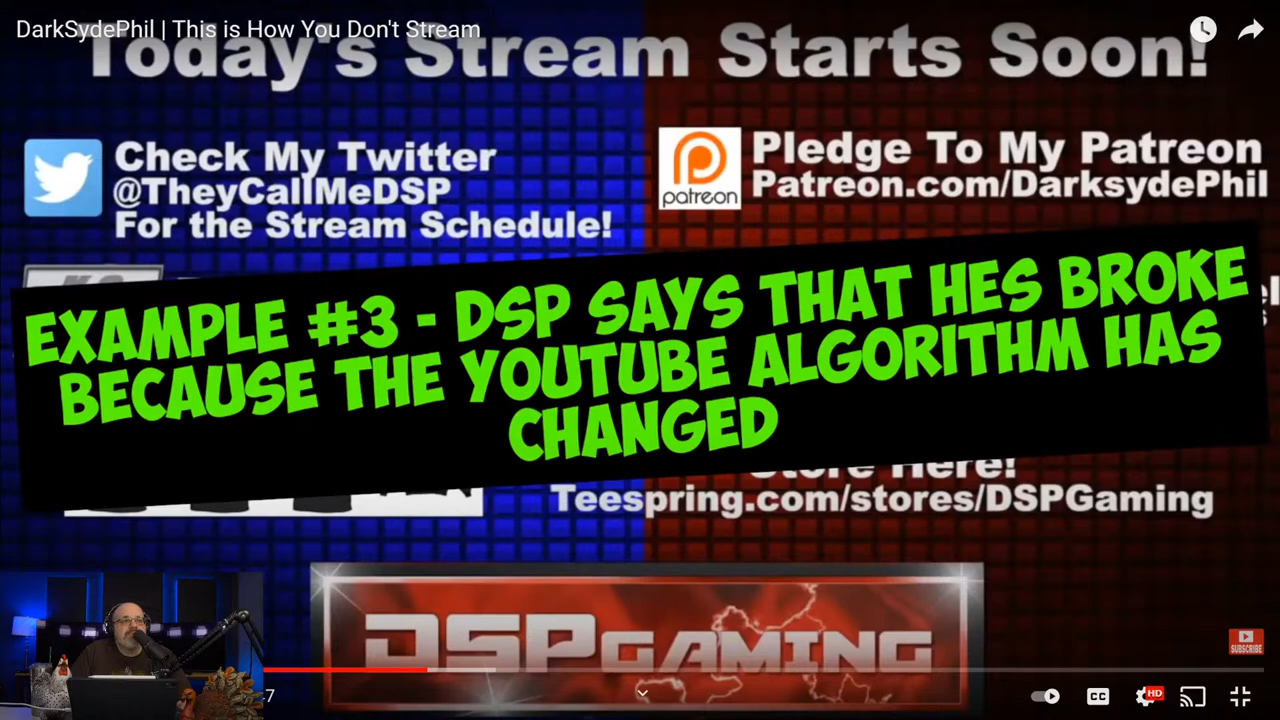 DarkSydePhil | This is How You Don't Stream
Today's Stream Starts Soon!
Check My Twitter
@TheyCallMeDSP
For the Stream Schedule!
patreon
Pledge To My Patreon
Patreon.com/DarksydePhil
EXAMPLE #3 - DSP SAYS THAT HES BROKE
BECAUSE THE YOUTUBE ALGORITHM HAS
CHANGED
Store Here!
Teespring.com/stores/DSPGaming
DSPGAMING
SUBSCRIBE
7
CC
HD